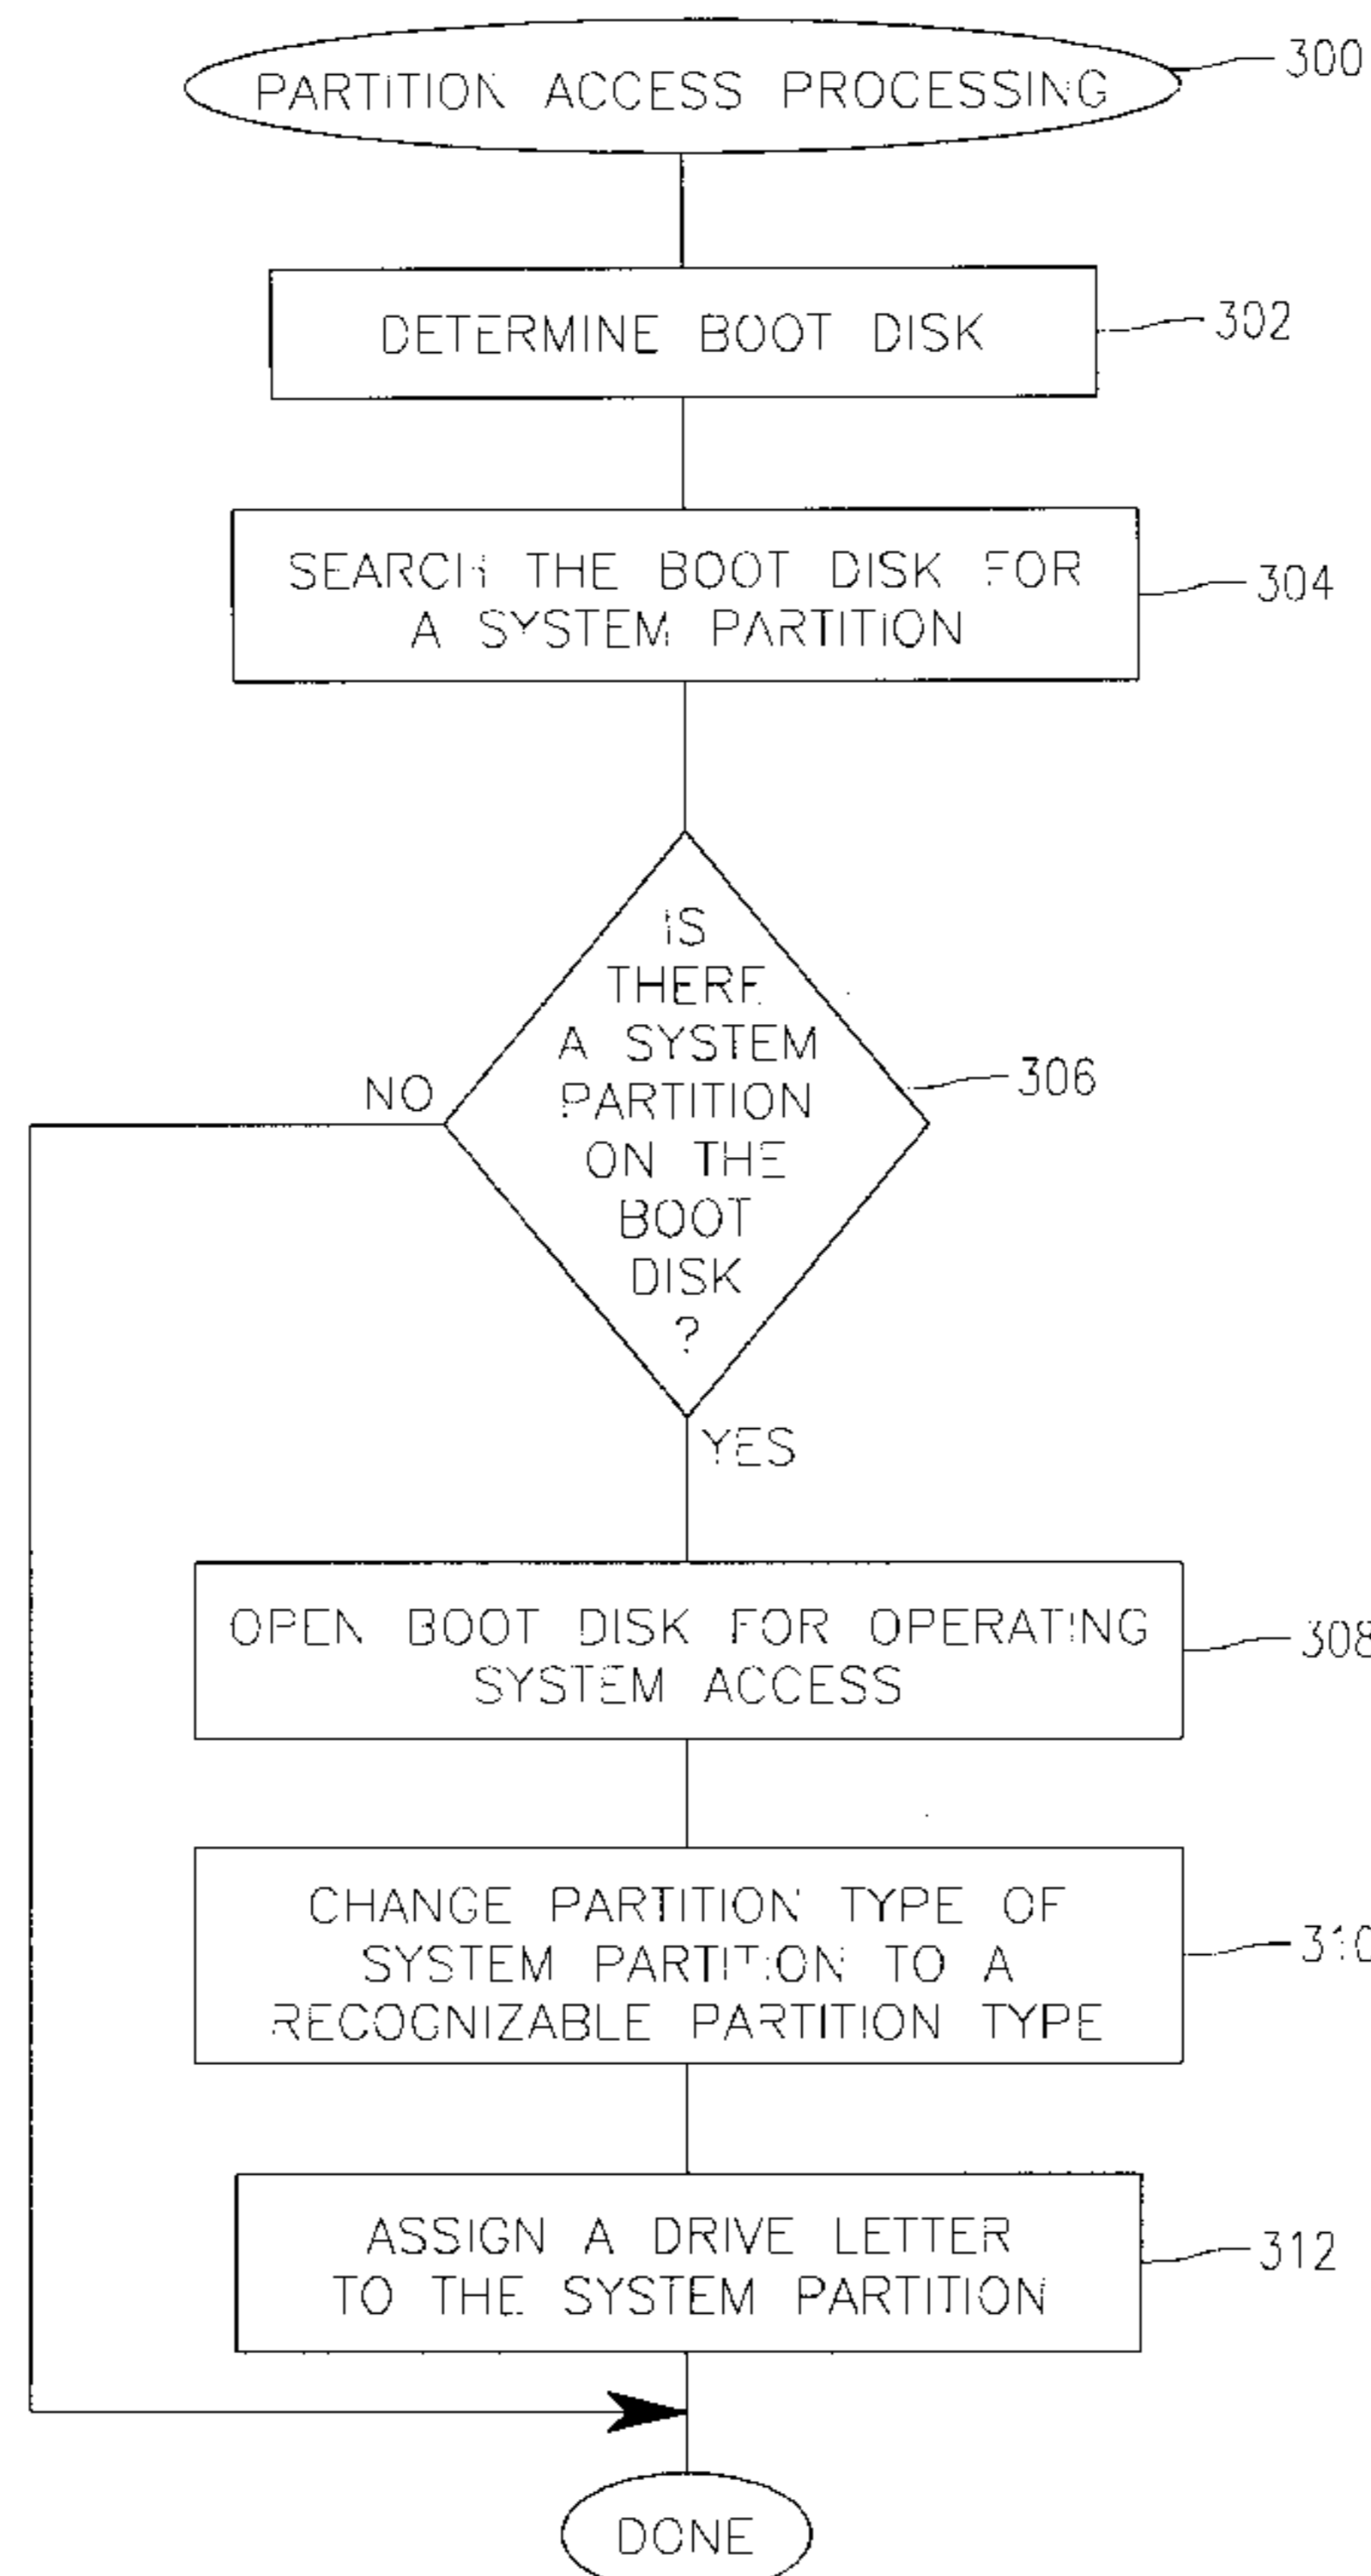 PARTITION ACCESS PROCESSING
300
DETERMINE BOOT DISK
302
SEARCH THE BOOT DISK FOR
A SYSTEM PARTITION
304
IS
THERE
A SYSTEM
PARTITION
ON THE
BOOT
DISK
?
306
NO
YES
OPEN BOOT DISK FOR OPERATING
SYSTEM ACCESS
308
CHANGE PARTITION TYPE OF
SYSTEM PARTITION TO A
RECOGNIZABLE PARTITION TYPE
310
ASSIGN A DRIVE LETTER
TO THE SYSTEM PARTITION
312
DONE